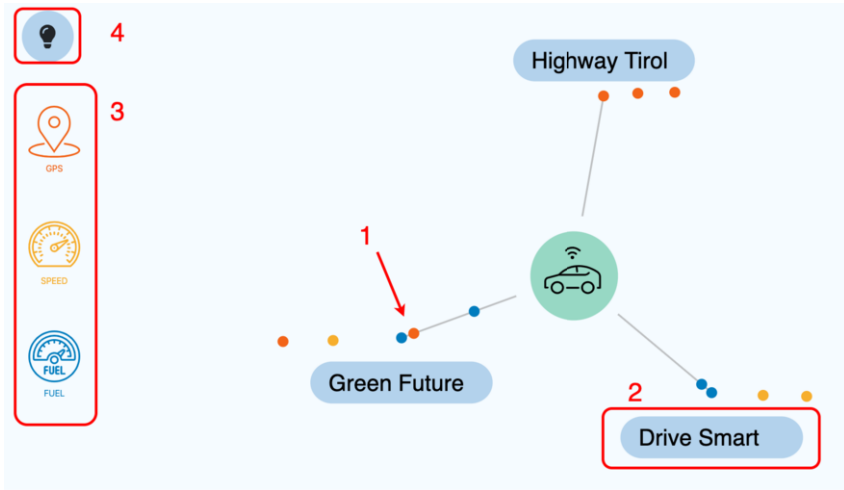 4
Highway Tirol
3
GPS
1
SPEED
FUEL
FUEL
Green Future
2
Drive Smart